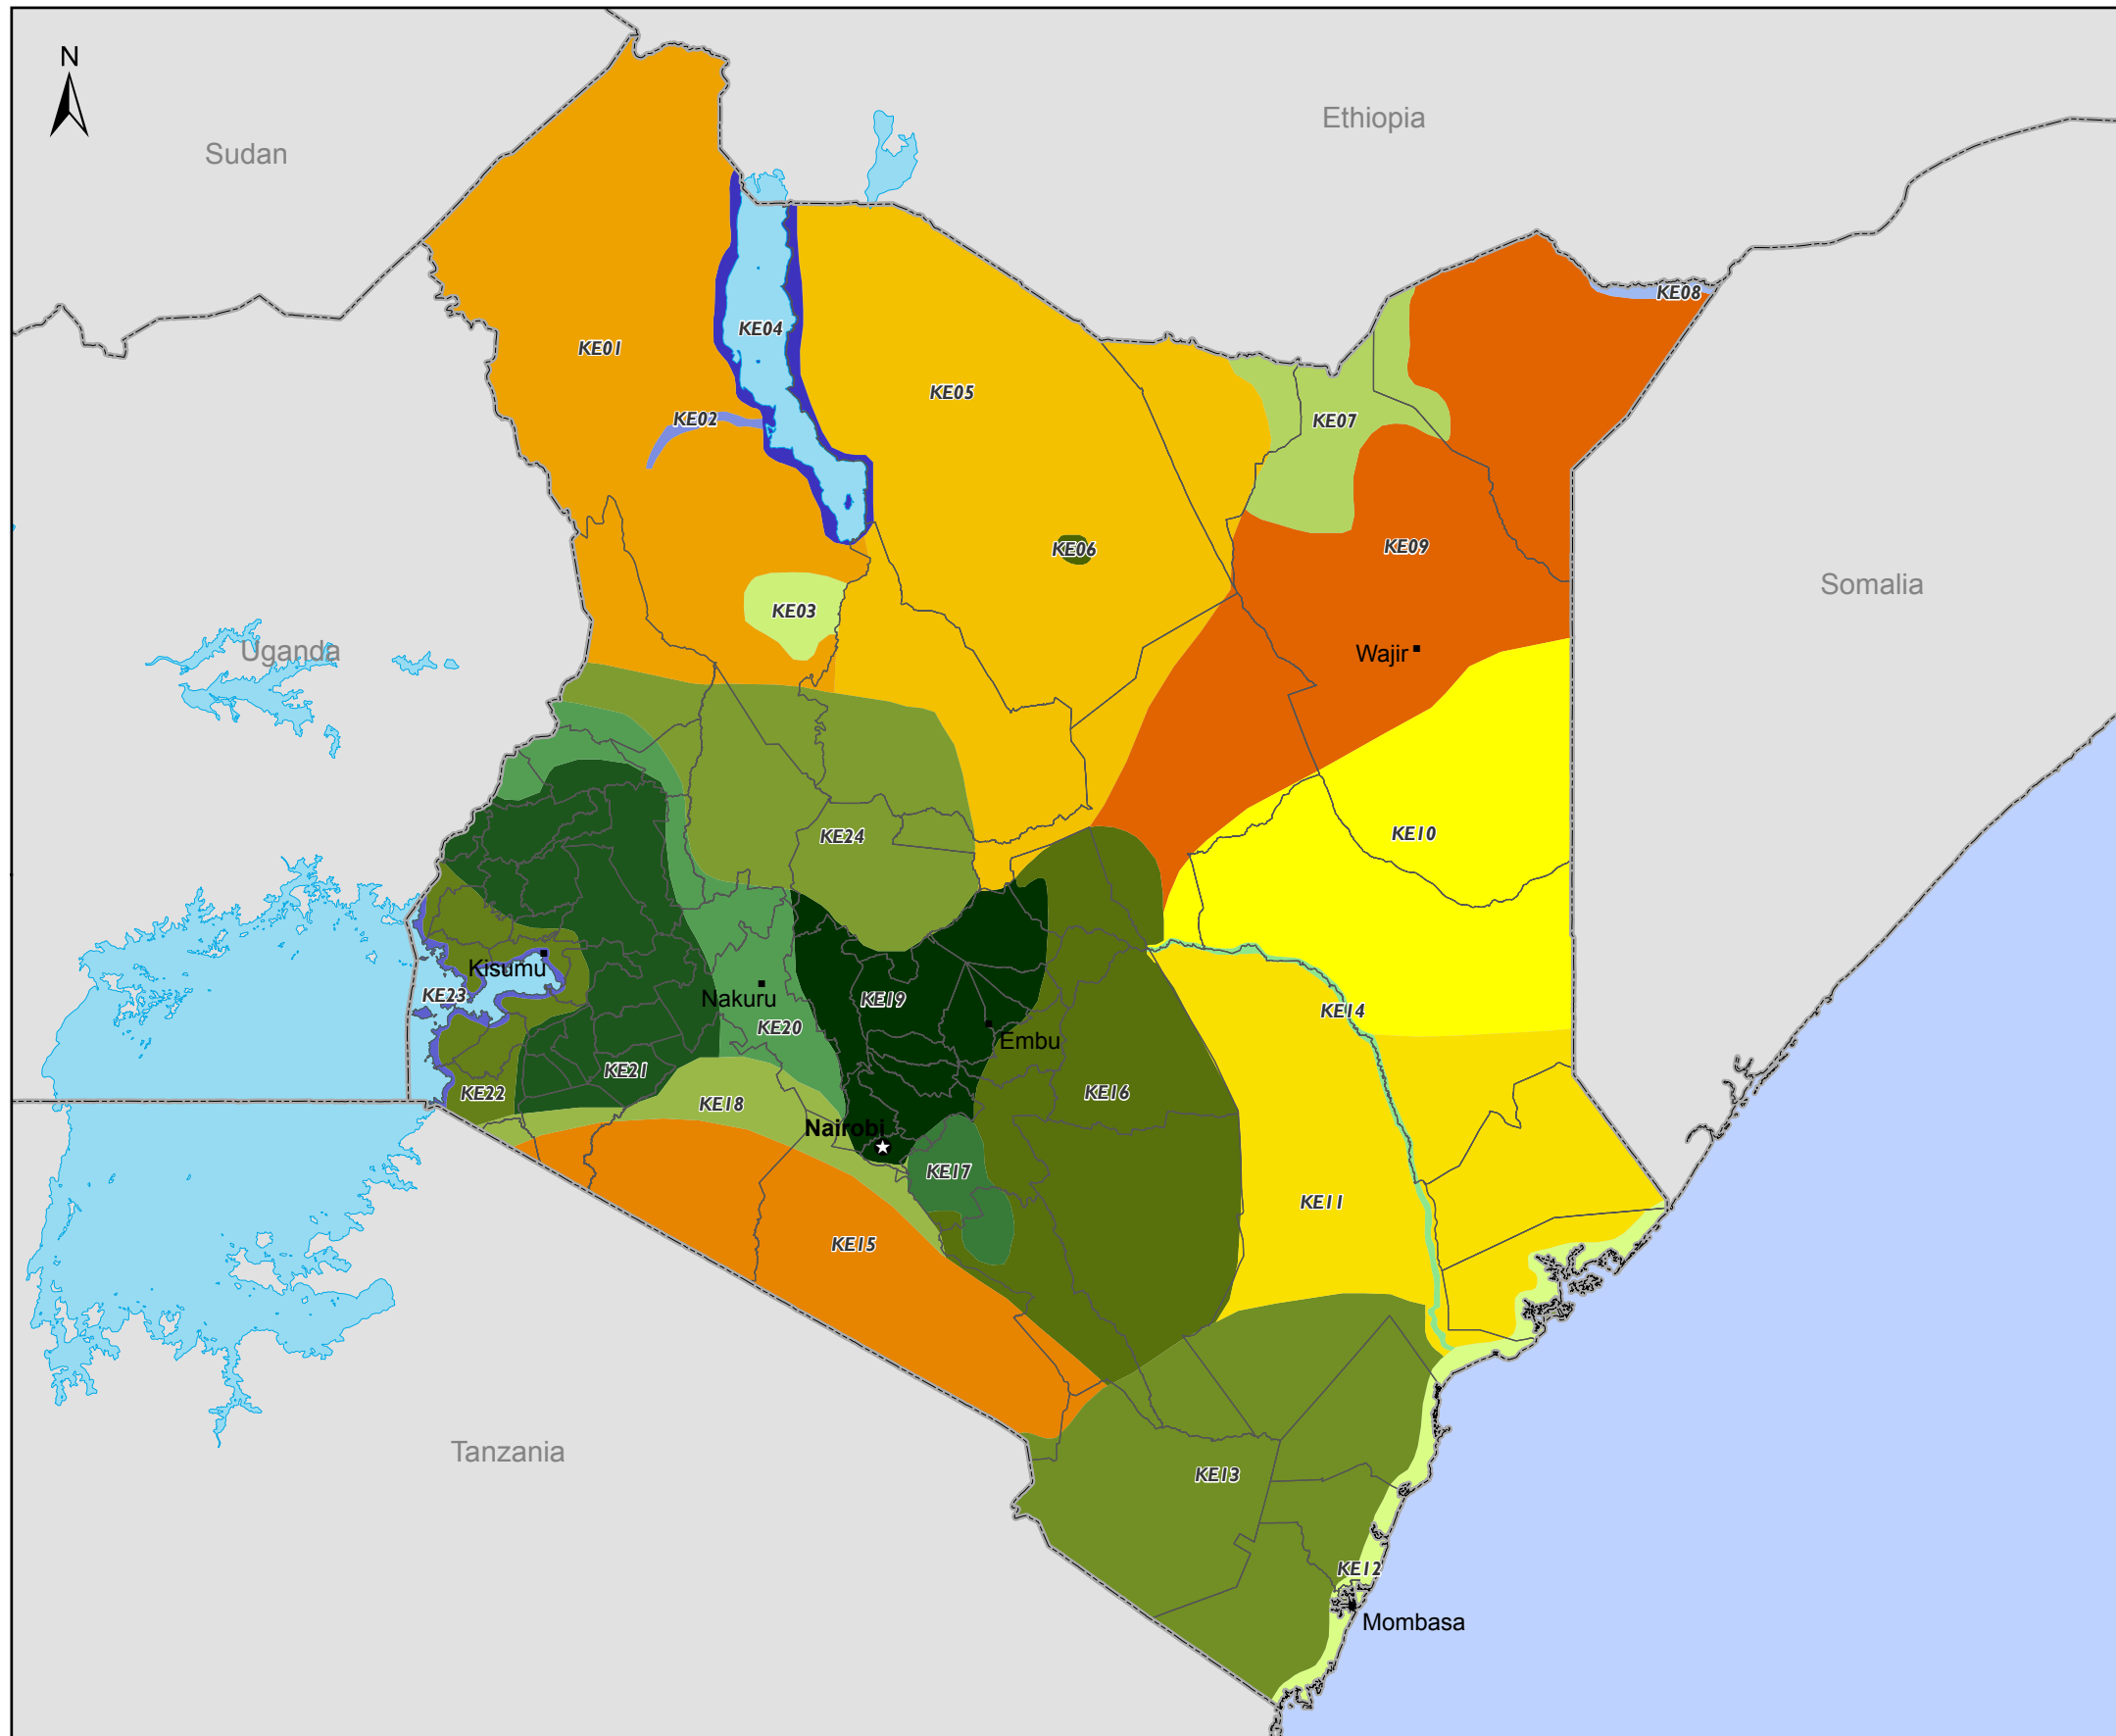 N
Sudan
Ethiopia
KE08
KE04
KE01
KE05
KE02
KE07
KE06
KE09
Somalia
KE03
Uganda
Wajir
KE24
KE10
Kisumu
KE23
Nakuru
KE19
KE14
KE20
Embu
KE21
KE22
KE16
KE18
Nairobi
KE17
KE11
KE15
Tanzania
KE13
KE12
Mombasa